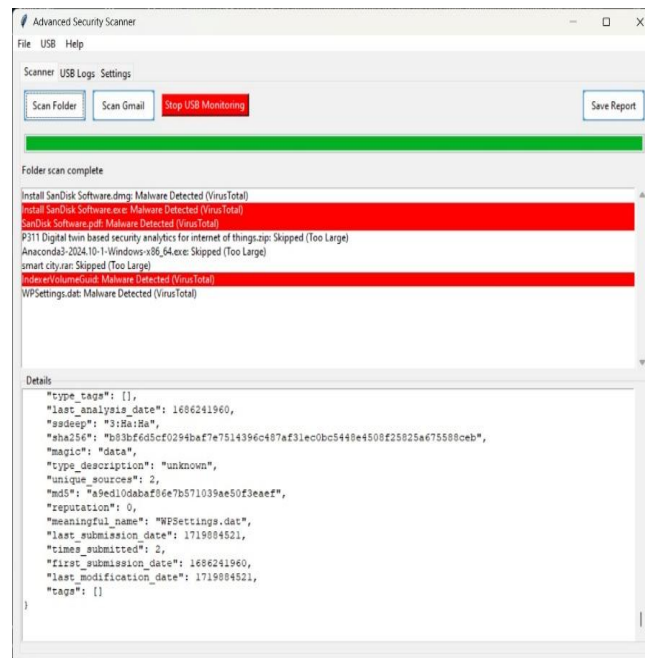 Advanced Security Scanner
File USB Help
Scanner USB Logs Settings
Scan Folder Scan Gmail Stop USB Monitoring Save Report
Folder scan complete
Install SanDisk Software.dmg: Malware Detected (VirusTotal)
Install SanDisk Software.exe: Malware Detected (VirusTotal)
SanDisk Software.pdf: Malware Detected (VirusTotal)
P311 Digital twin based security analytics for internet of things.zip: Skipped (Too Large)
Anaconda3-2024.10-1-Windows-x86_64.exe: Skipped (Too Large)
smart city.rar: Skipped (Too Large)
IndexerVolumeGuid: Malware Detected (VirusTotal)
WPSettings.dat: Malware Detected (VirusTotal)
Details
"type_tags": [],
"last_analysis_date": 1686241960,
"ssdeep": "3:Ha:Ha",
"sha256": "b83bf6d5cf0294baf7e7514396c487af31ec0bc5448e4508f25825a675588ceb",
"magic": "data",
"type_description": "unknown",
"unique_sources": 2,
"md5": "a9ed10dabaf86e7b571039ae50f3eaef",
"reputation": 0,
"meaningful_name": "WPSettings.dat",
"last_submission_date": 1719884521,
"times_submitted": 2,
"first_submission_date": 1686241960,
"last_modification_date": 1719884521,
"tags": []
}